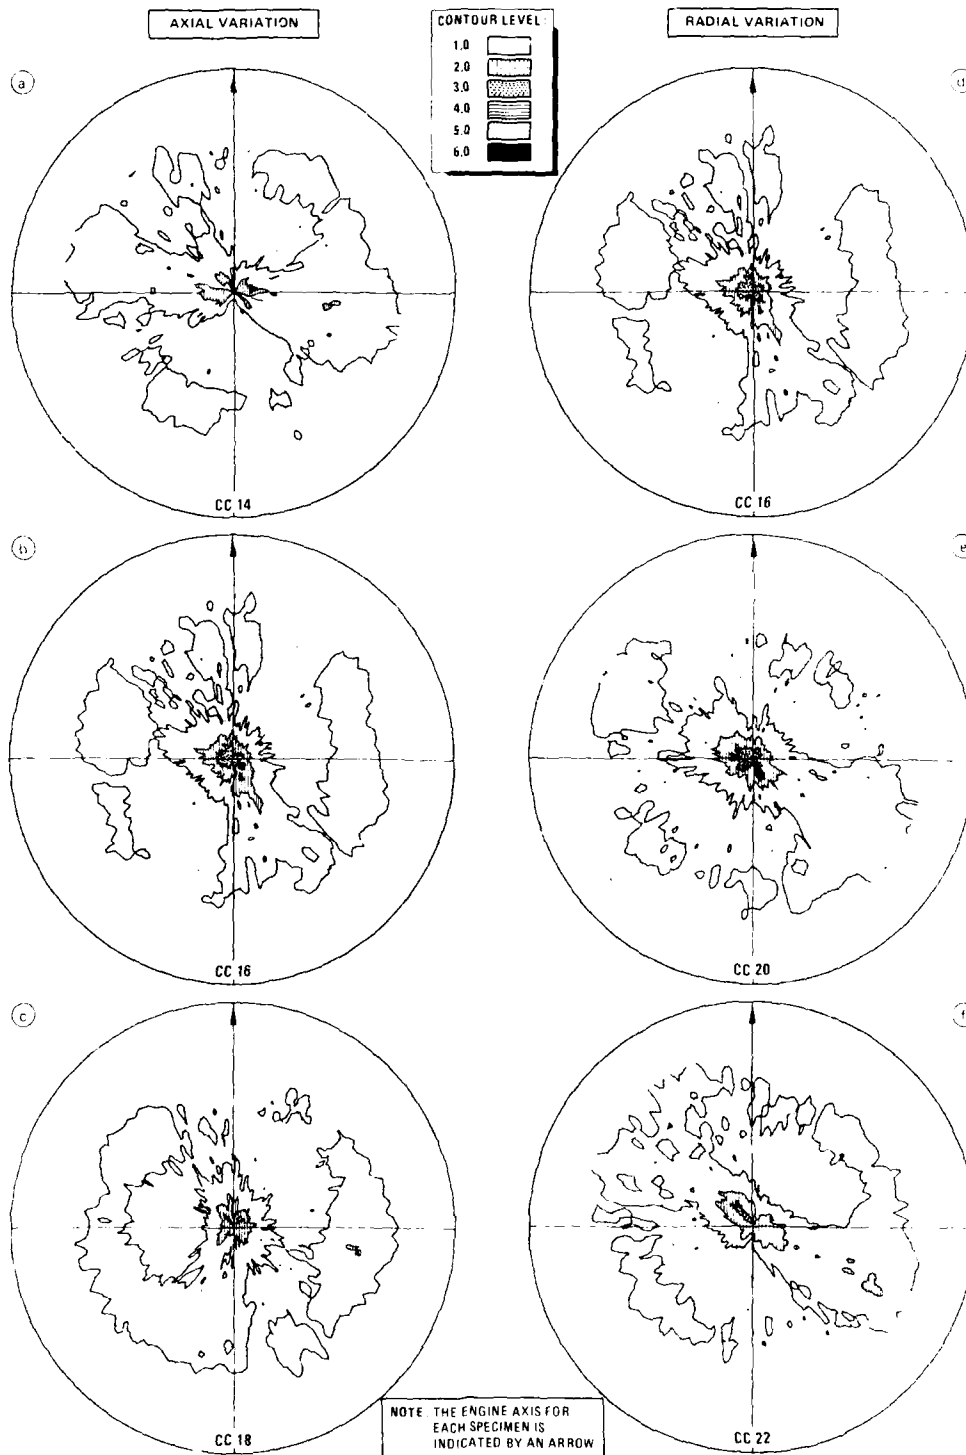 AXIAL VARIATION
CONTOUR LEVEL:
1.0
2.0
3.0
4.0
5.0
6.0
RADIAL VARIATION
a
d
CC 14
CC 16
b
e
CC 16
CC 20
c
f
CC 18
CC 22
NOTE: THE ENGINE AXIS FOR
EACH SPECIMEN IS
INDICATED BY AN ARROW